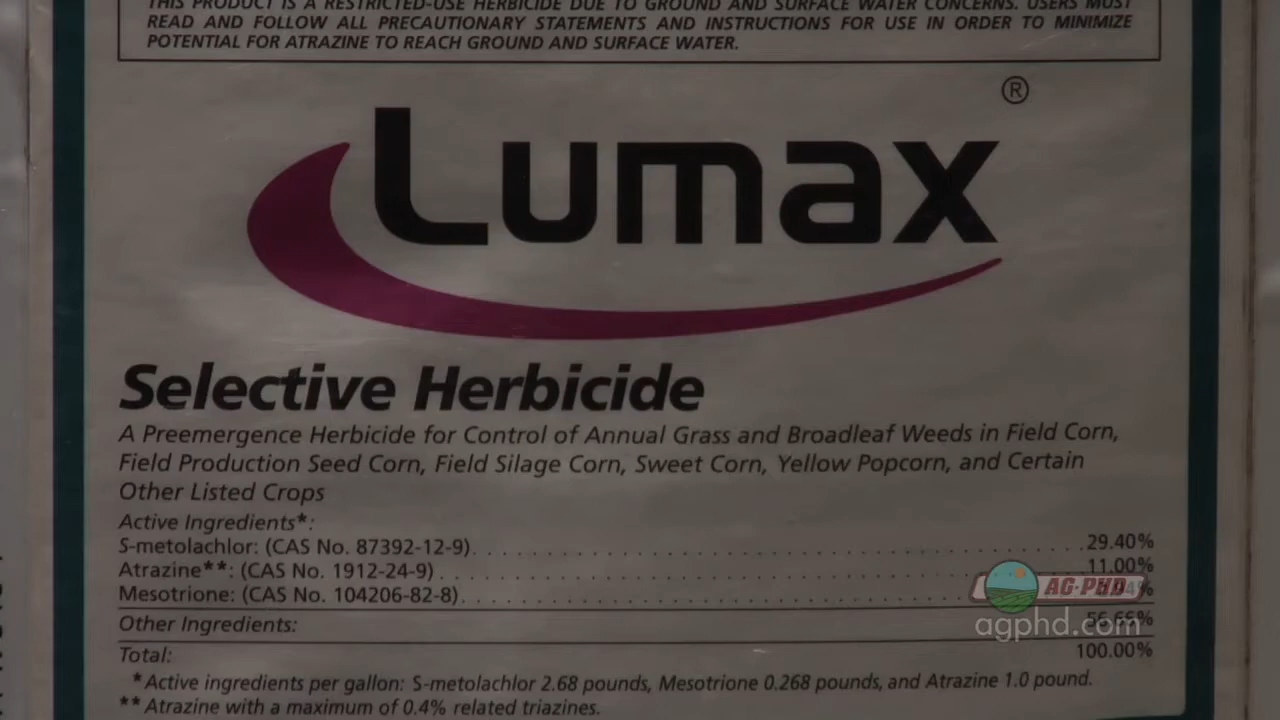 THIS PRODUCT IS A RESTRICTED-USE HERBICIDE DUE TO GROUND AND SURFACE WATER CONCERNS. USERS MUST
READ AND FOLLOW ALL PRECAUTIONARY STATEMENTS AND INSTRUCTIONS FOR USE IN ORDER TO MINIMIZE
POTENTIAL FOR ATRAZINE TO REACH GROUND AND SURFACE WATER.
Lumax®
Selective Herbicide
A Preemergence Herbicide for Control of Annual Grass and Broadleaf Weeds in Field Corn,
Field Production Seed Corn, Field Silage Corn, Sweet Corn, Yellow Popcorn, and Certain
Other Listed Crops
Active Ingredients*:
S-metolachlor: (CAS No. 87392-12-9) 29.40%
Atrazine**: (CAS No. 1912-24-9) 11.00%
Mesotrione: (CAS No. 104206-82-8)
AG-PHD
Other Ingredients:
agphd.com
Total: 100.00%
*Active ingredients per gallon: S-metolachlor 2.68 pounds, Mesotrione 0.268 pounds, and Atrazine 1.0 pound.
**Atrazine with a maximum of 0.4% related triazines.